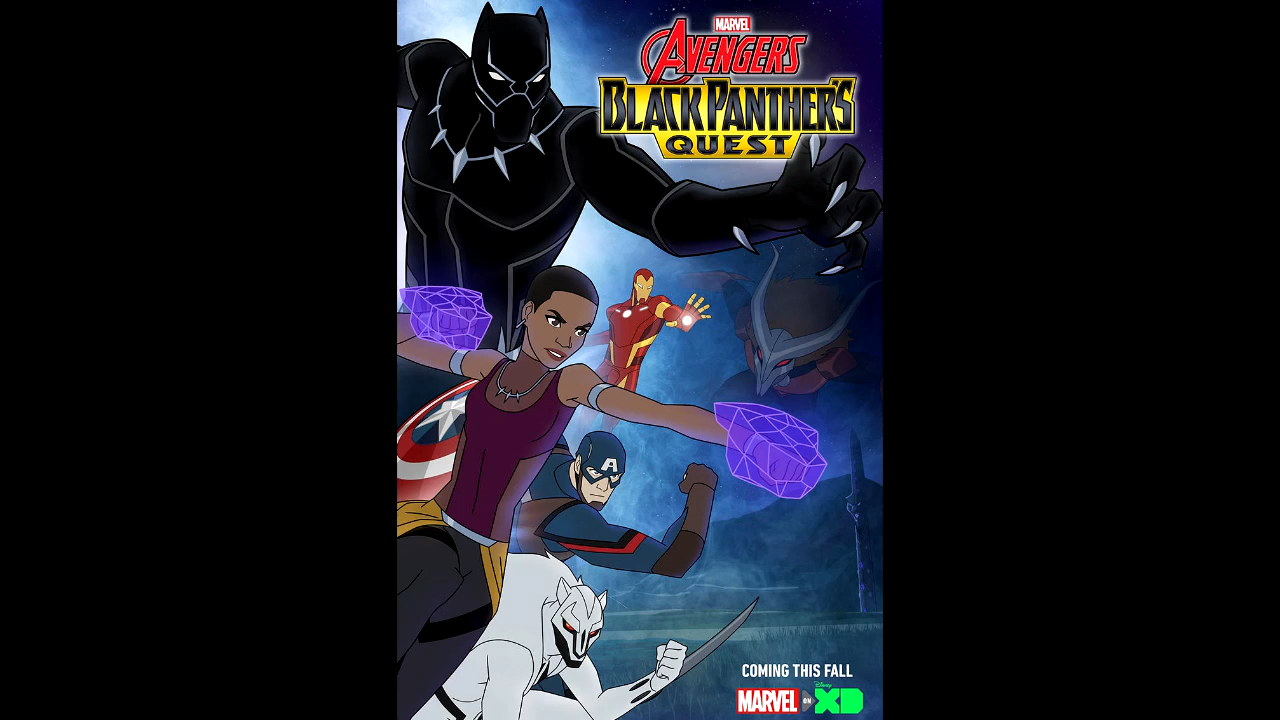 MARVEL
AVENGERS
BLACK PANTHER'S
QUEST
A
COMING THIS FALL
MARVEL ON Disney XD